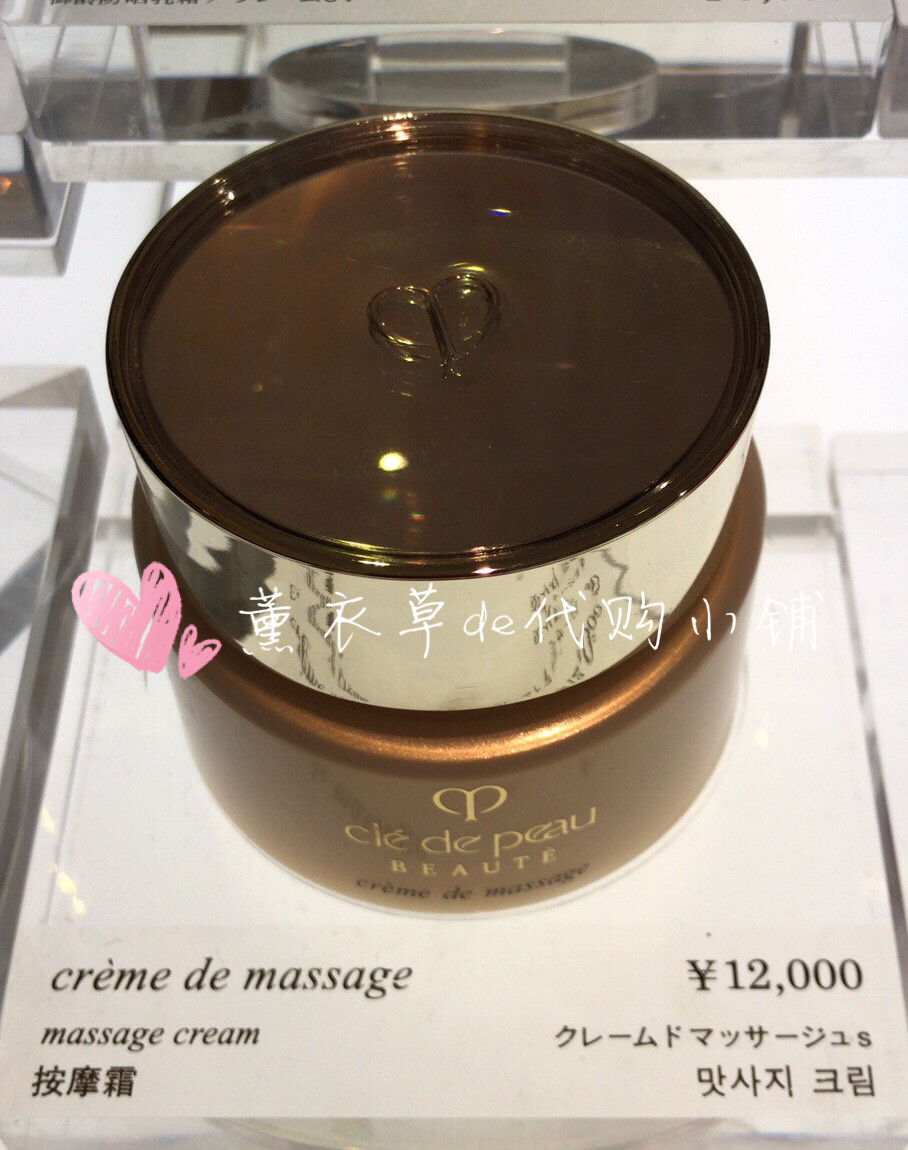 薰衣草de代购小铺
clé de peau
BEAUTÉ
crème de massage
crème de massage ¥12,000
massage cream クレームドマッサージュs
按摩霜 맛사지 크림